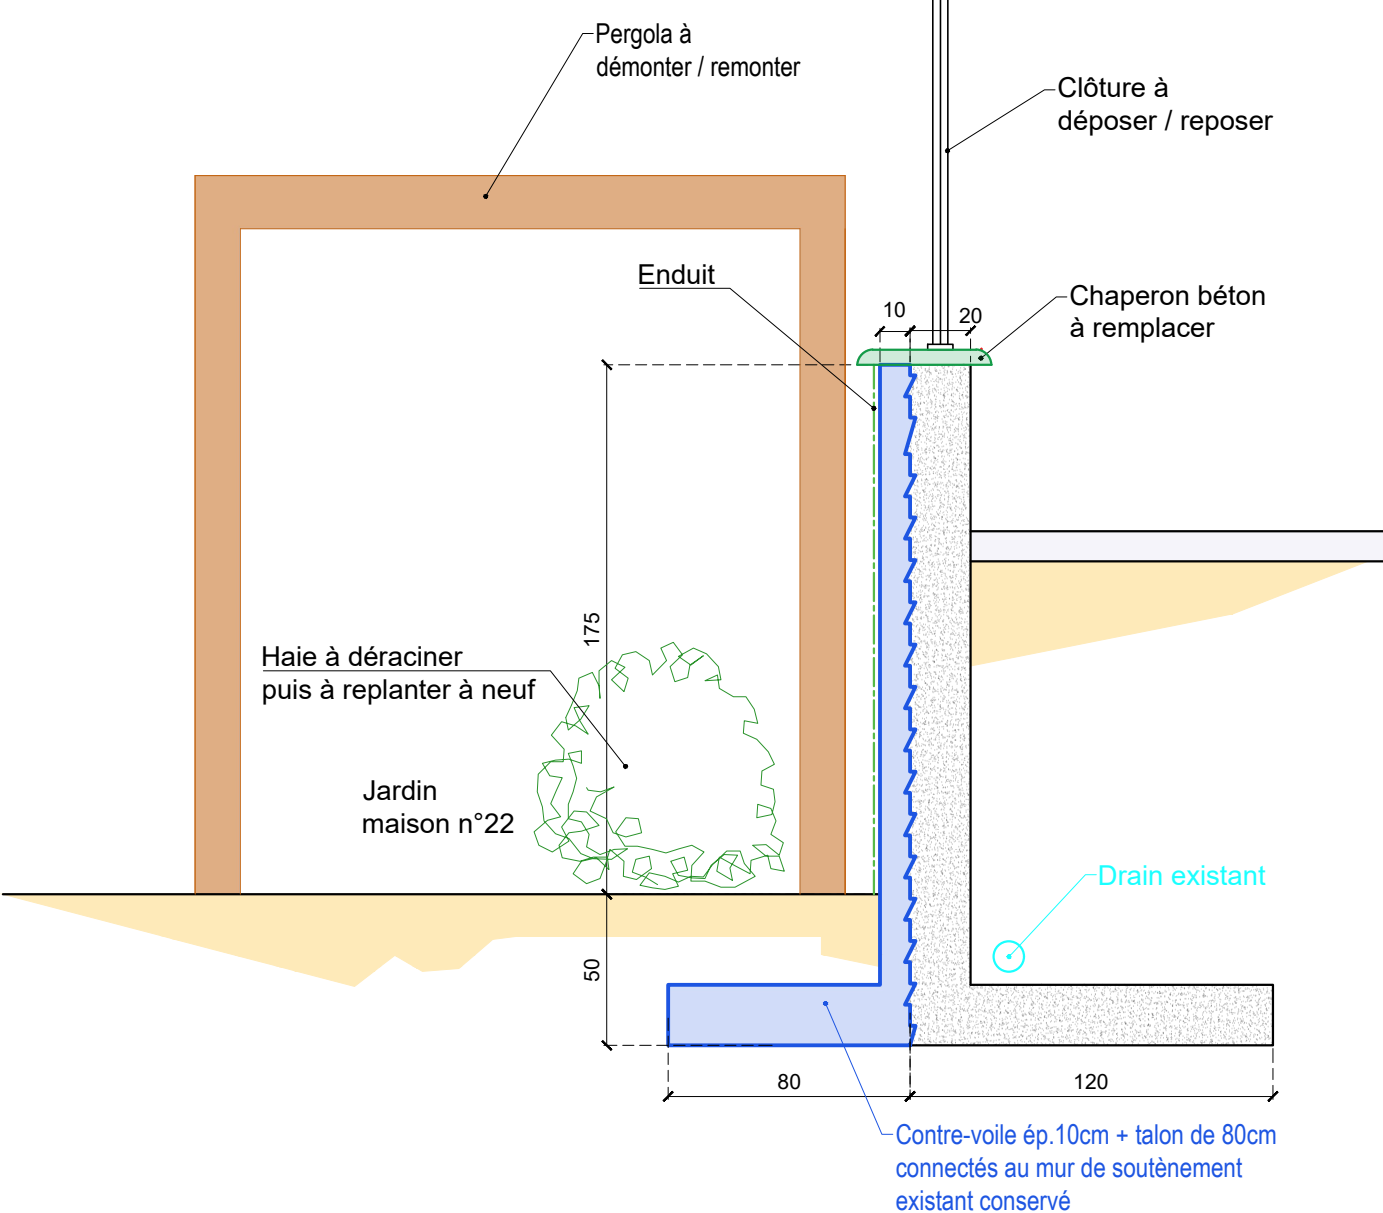 Pergola à
démonter / remonter
Clôture à
déposer / reposer
Enduit
Chaperon béton
à remplacer
10
20
175
Haie à déraciner
puis à replanter à neuf
Jardin
maison n°22
Drain existant
50
80
120
Contre-voile ép.10cm + talon de 80cm
connectés au mur de soutènement
existant conservé